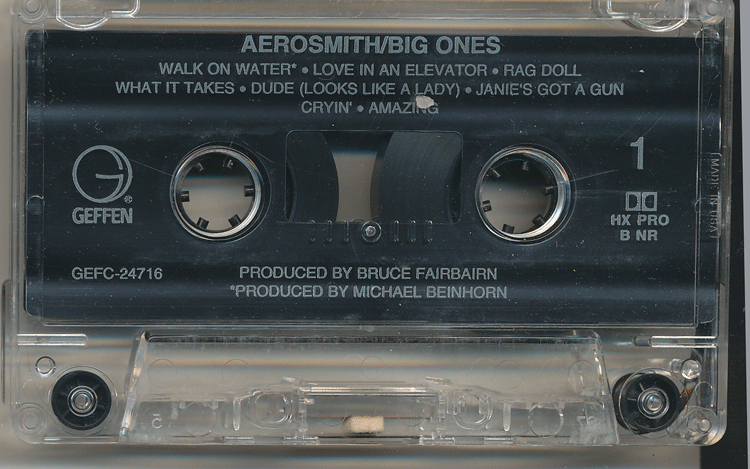 AEROSMITH/BIG ONES
WALK ON WATER* • LOVE IN AN ELEVATOR • RAG DOLL
WHAT IT TAKES • DUDE (LOOKS LIKE A LADY) • JANIE'S GOT A GUN
CRYIN' • AMAZING
1
GEFFEN®
HX PRO
B NR
MADE IN USA
GEFC-24716
PRODUCED BY BRUCE FAIRBAIRN
*PRODUCED BY MICHAEL BEINHORN